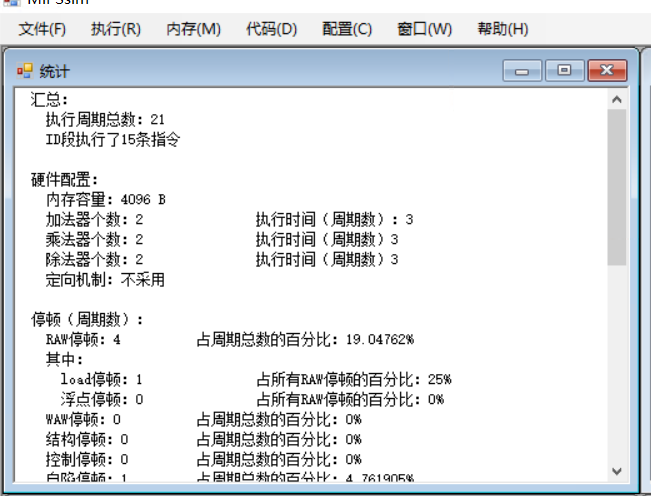 MIPSsim
文件(F) 执行(R) 内存(M) 代码(D) 配置(C) 窗口(W) 帮助(H)
统计
汇总:
执行周期总数: 21
ID段执行了15条指令
硬件配置:
内存容量: 4096 B
加法器个数: 2 执行时间(周期数): 3
乘法器个数: 2 执行时间(周期数)3
除法器个数: 2 执行时间(周期数)3
定向机制: 不采用
停顿(周期数):
RAW停顿: 4 占周期总数的百分比: 19.04762%
其中:
load停顿: 1 占所有RAW停顿的百分比: 25%
浮点停顿: 0 占所有RAW停顿的百分比: 0%
WAW停顿: 0 占周期总数的百分比: 0%
结构停顿: 0 占周期总数的百分比: 0%
控制停顿: 0 占周期总数的百分比: 0%
自陷停顿: 1 占周期总数的百分比: 4.761905%